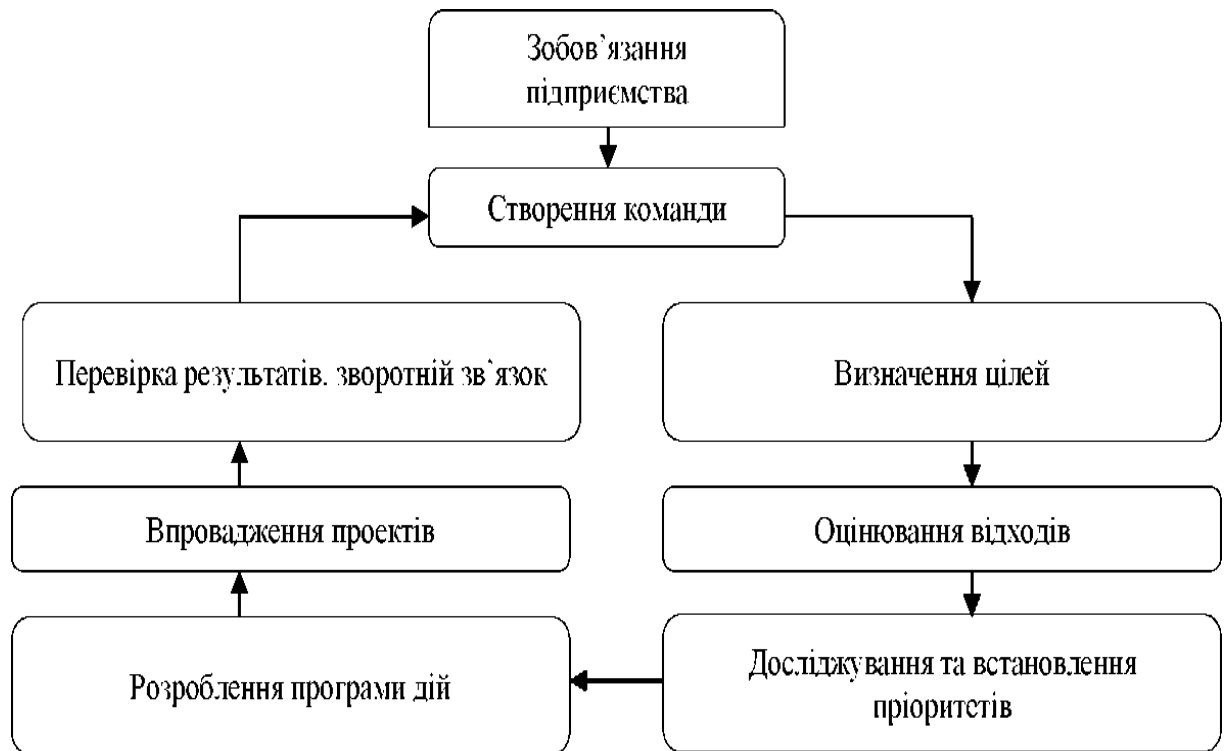 Зобов`язання
підприємства
Створення команди
Перевірка результатів. зворотній зв`язок
Визначення цілей
Впровадження проектів
Оцінювання відходів
Розроблення програми дій
Досліджування та встановлення
пріоритетів